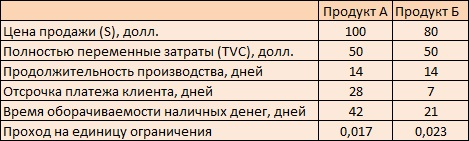 Продукт А Продукт Б
Цена продажи (S), долл. 100 80
Полностью переменные затраты (TVC), долл. 50 50
Продолжительность производства, дней 14 14
Отсрочка платежа клиента, дней 28 7
Время оборачиваемости наличных денег, дней 42 21
Проход на единицу ограничения 0,017 0,023